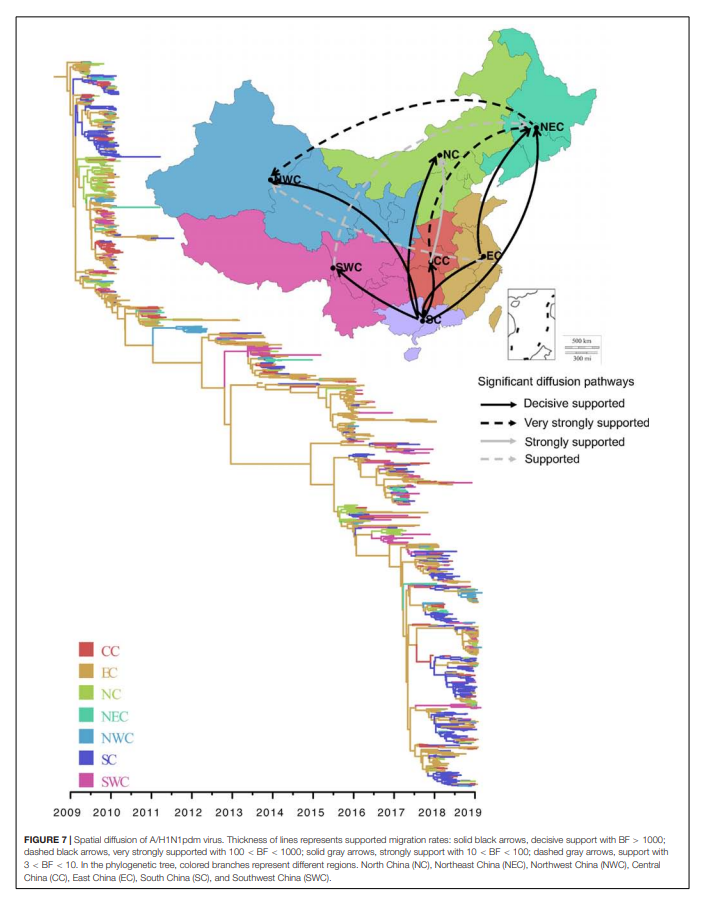 NEC
NC
NWC
SWC
CC
EC
SC
500 km
300 mi
Significant diffusion pathways
Decisive supported
Very strongly supported
Strongly supported
Supported
CC
EC
NC
NEC
NWC
SC
SWC
2009 2010 2011 2012 2013 2014 2015 2016 2017 2018 2019
FIGURE 7 | Spatial diffusion of A/H1N1pdm virus. Thickness of lines represents supported migration rates: solid black arrows, decisive support with BF > 1000;
dashed black arrows, very strongly supported with 100 < BF < 1000; solid gray arrows, strongly support with 10 < BF < 100; dashed gray arrows, support with
3 < BF < 10. In the phylogenetic tree, colored branches represent different regions. North China (NC), Northeast China (NEC), Northwest China (NWC), Central
China (CC), East China (EC), South China (SC), and Southwest China (SWC).